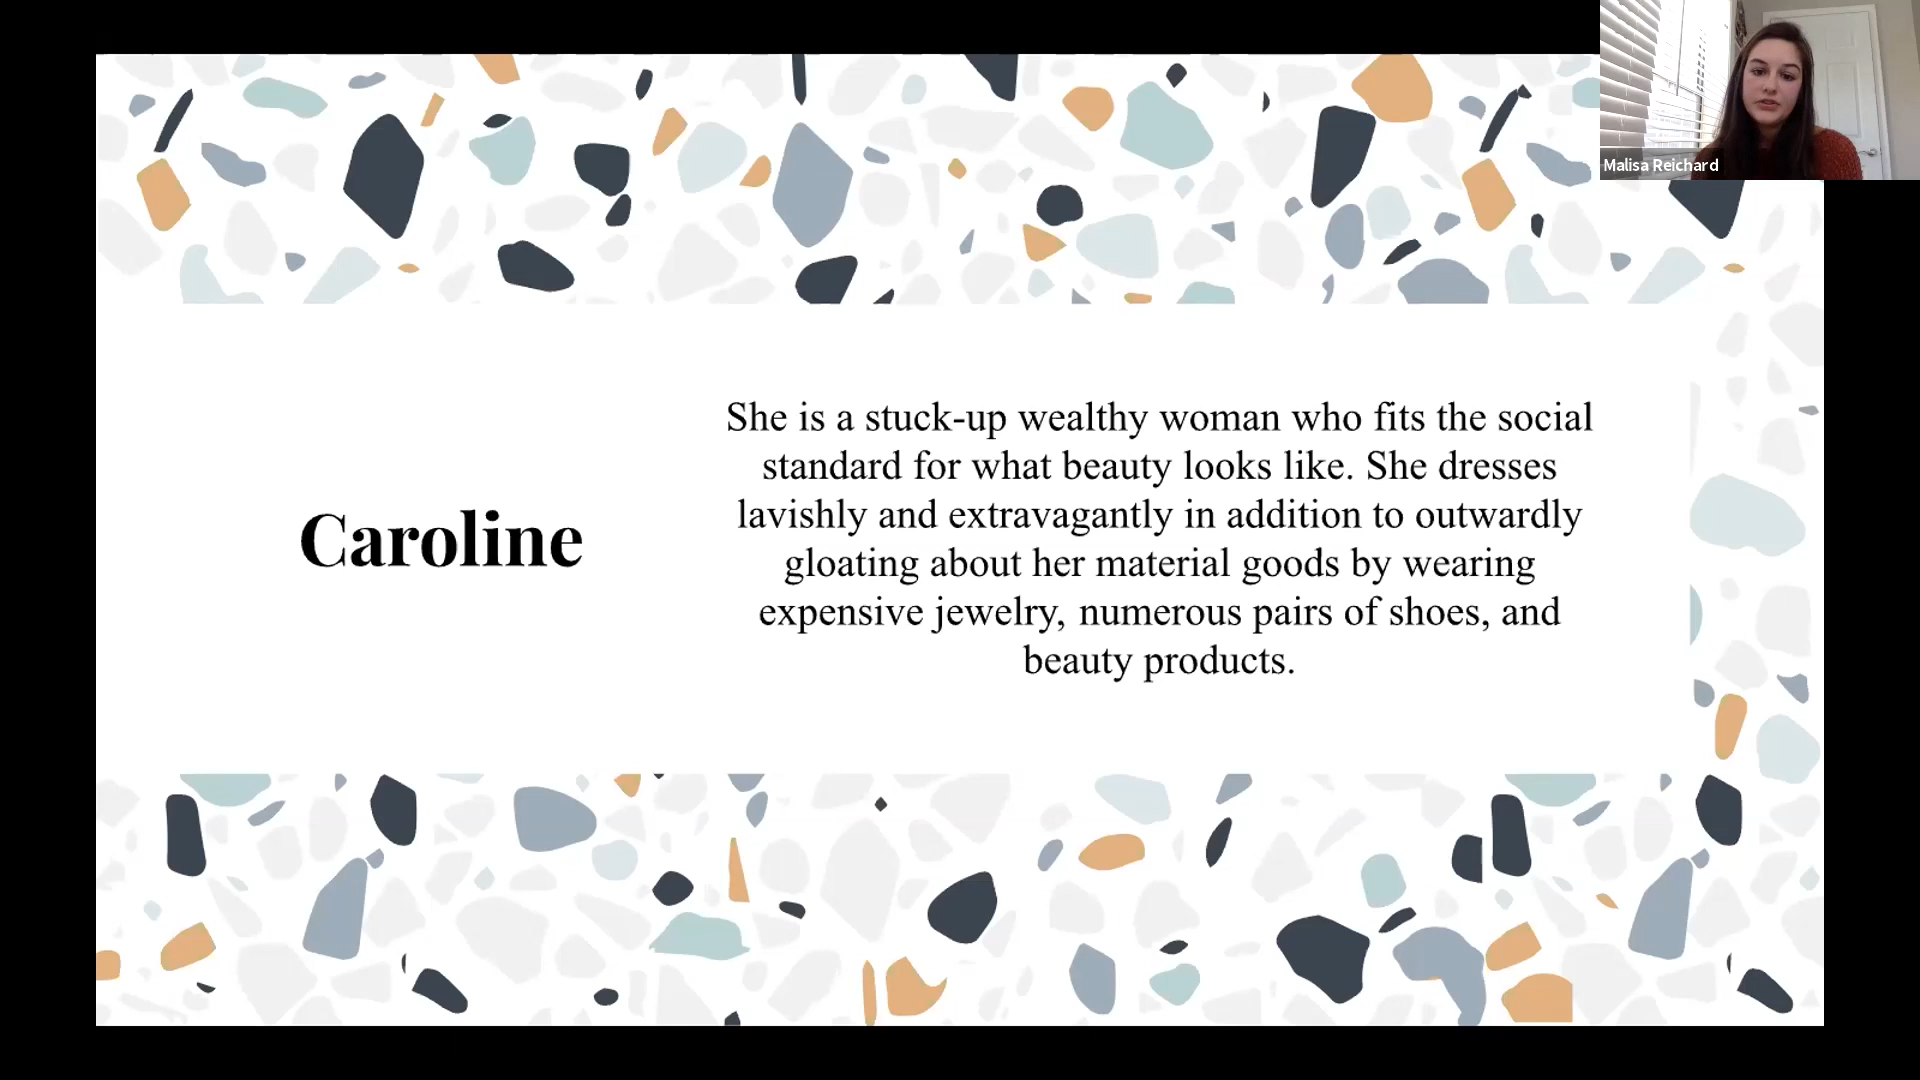 Malisa Reichard
Caroline
She is a stuck-up wealthy woman who fits the social
standard for what beauty looks like. She dresses
lavishly and extravagantly in addition to outwardly
gloating about her material goods by wearing
expensive jewelry, numerous pairs of shoes, and
beauty products.